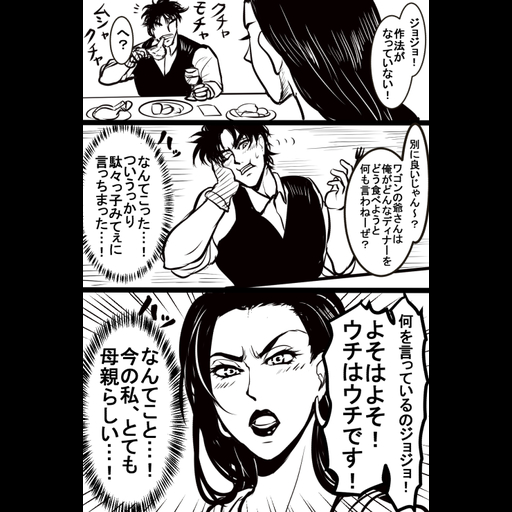 ジョジョ！
作法が
なっていない！
クチャ
モチャ
へ？
ムシャ
クチャ
別に良いじゃん～？
ワゴンの爺さんは
俺がどんなディナーを
どう食べようと
何も言わねーぜ？
ハッ
なんてこった…！
ついうっかり
駄々っ子みてぇに
言っちまった…！
何を言っているのジョジョ！
よそはよそ！
ウチはウチです！
ハッ
なんてこと…！
今の私、とても
母親らしい…！